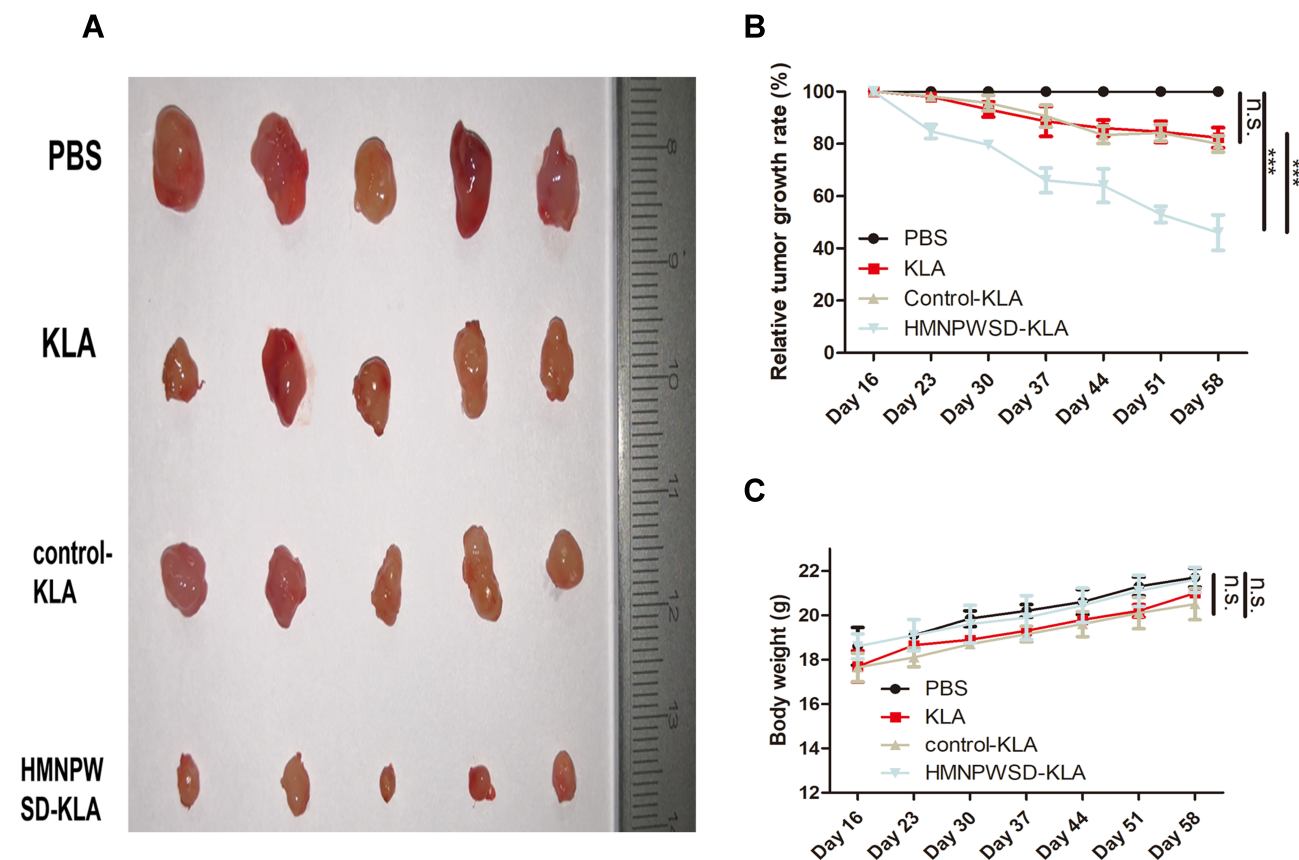 A
PBS
KLA
control-
KLA
HMNPW
SD-KLA
8
9
10
11
12
13
B
Relative tumor growth rate (%)
100
80
60
40
20
0
PBS
KLA
Control-KLA
HMNPWSD-KLA
n.s.
***
***
Day 16
Day 23
Day 30
Day 37
Day 44
Day 51
Day 58
C
Body weight (g)
22
20
18
16
14
12
PBS
KLA
control-KLA
HMNPWSD-KLA
n.s.
n.s.
Day 16
Day 23
Day 30
Day 37
Day 44
Day 51
Day 58